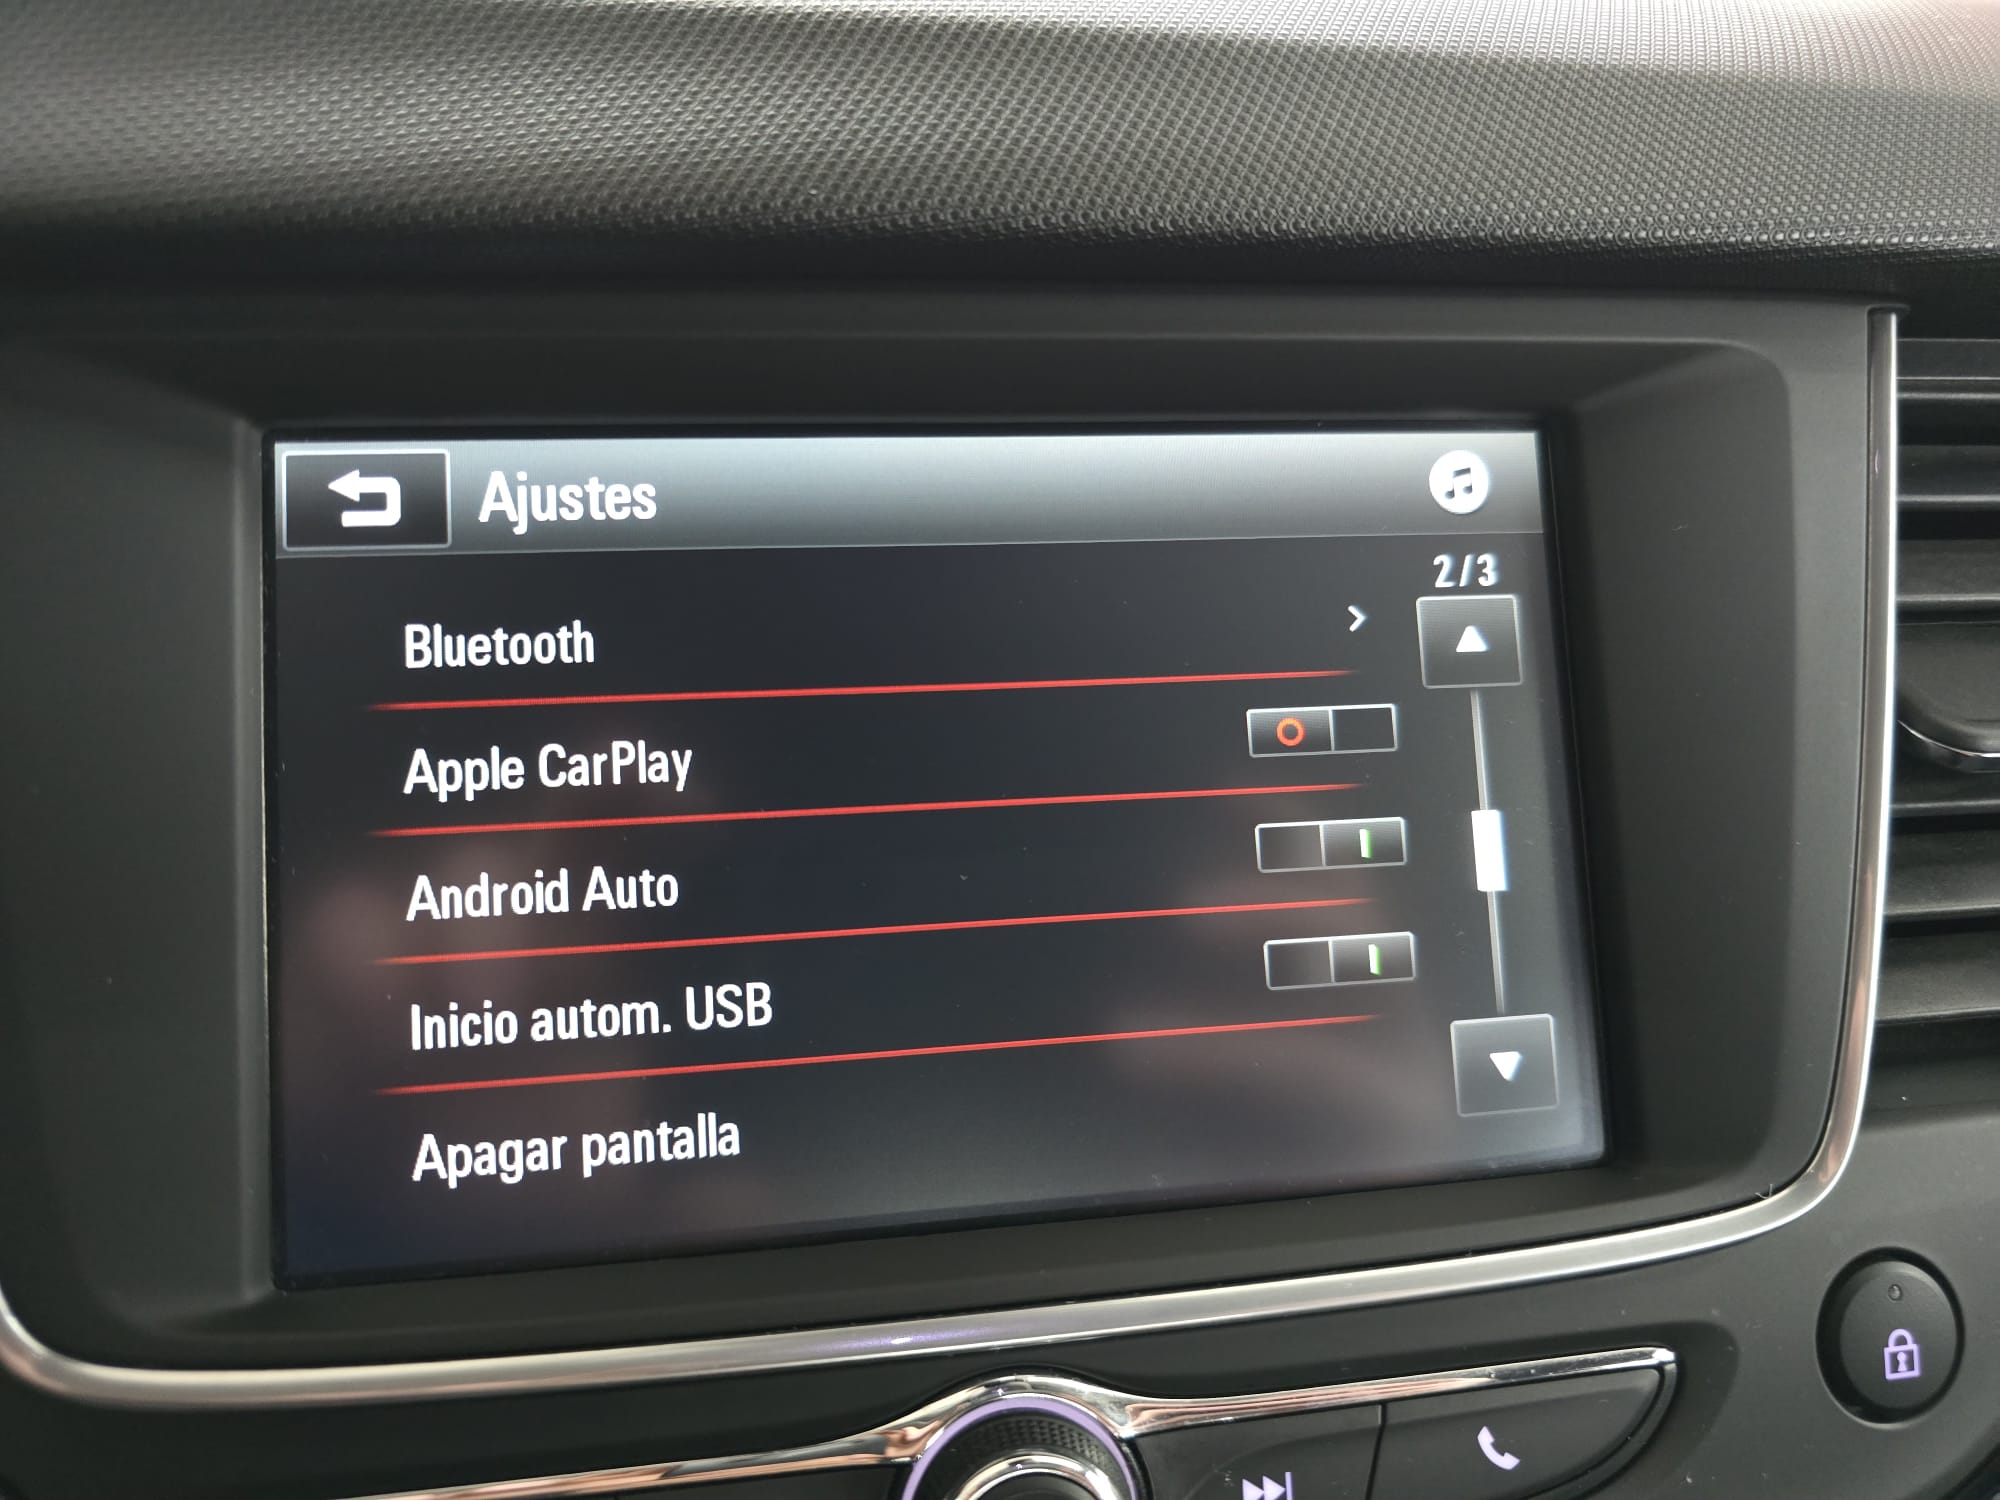 Ajustes
2/3
Bluetooth
Apple CarPlay
Android Auto
Inicio autom. USB
Apagar pantalla